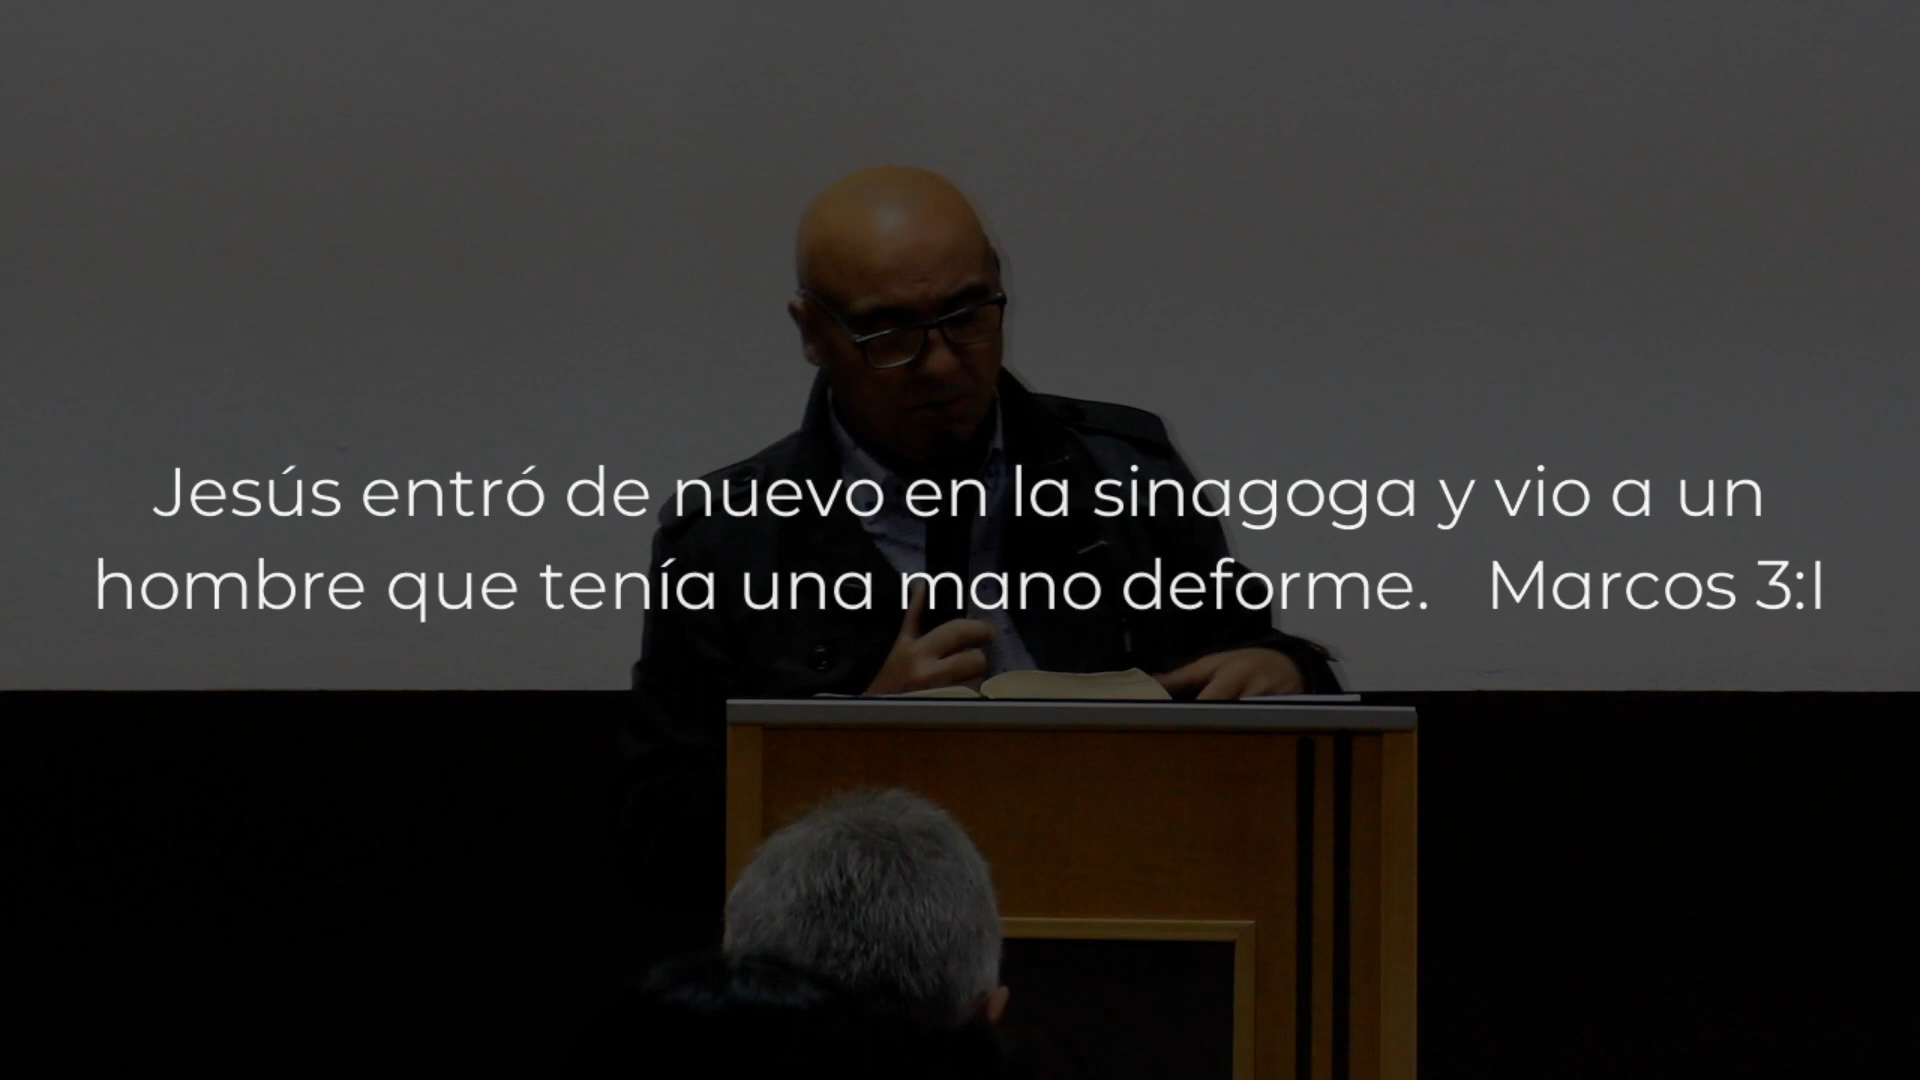 Jesús entró de nuevo en la sinagoga y vio a un
hombre que tenía una mano deforme. Marcos 3:1